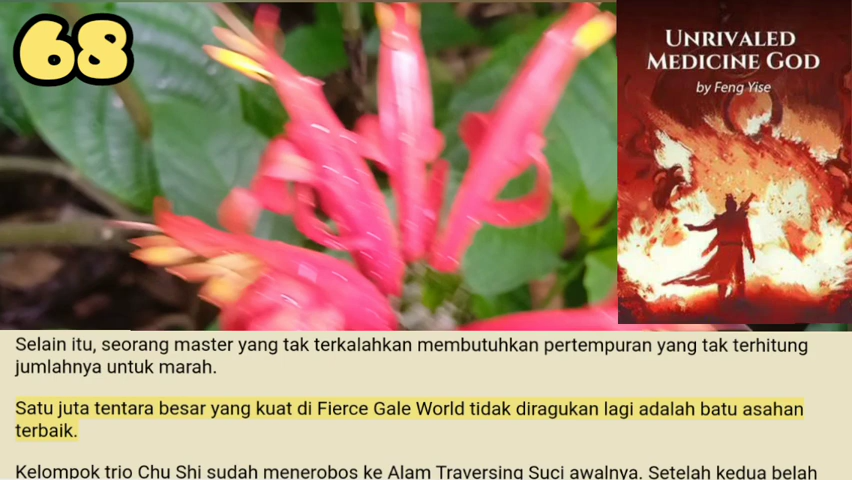 68
UNRIVALED
MEDICINE GOD
by Feng Yise
Selain itu, seorang master yang tak terkalahkan membutuhkan pertempuran yang tak terhitung
jumlahnya untuk marah.
Satu juta tentara besar yang kuat di Fierce Gale World tidak diragukan lagi adalah batu asahan
terbaik.
Kelompok trio Chu Shi sudah menerobos ke Alam Traversing Suci awalnya. Setelah kedua belah